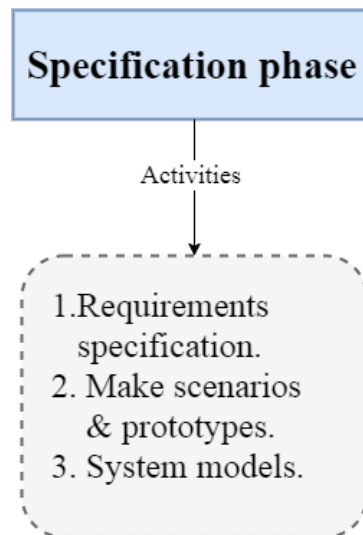 Specification phase
Activities
1.Requirements
specification.
2. Make scenarios
& prototypes.
3. System models.